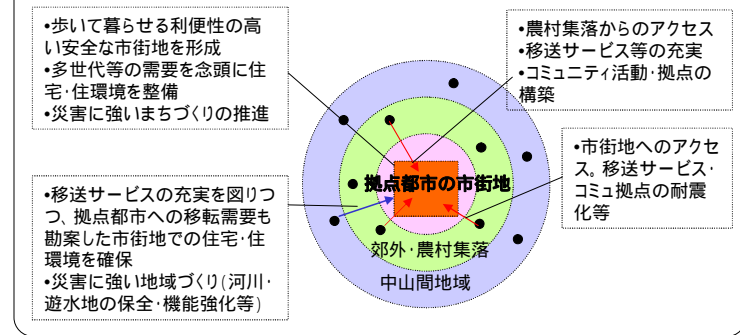 •歩いて暮らせる利便性の高
い安全な市街地を形成
•多世代等の需要を念頭に住
宅･住環境を整備
•災害に強いまちづくりの推進
•農村集落からのアクセス
•移送サービス等の充実
•コミュニティ活動･拠点の
構築
•市街地へのアクセ
ス。移送サービス･
コミュ拠点の耐震
化等
•移送サービスの充実を図りつ
つ、拠点都市への移転需要も
勘案した市街地での住宅･住
環境を確保
•災害に強い地域づくり(河川･
遊水地の保全･機能強化等)
拠点都市の市街地
郊外･農村集落
中山間地域